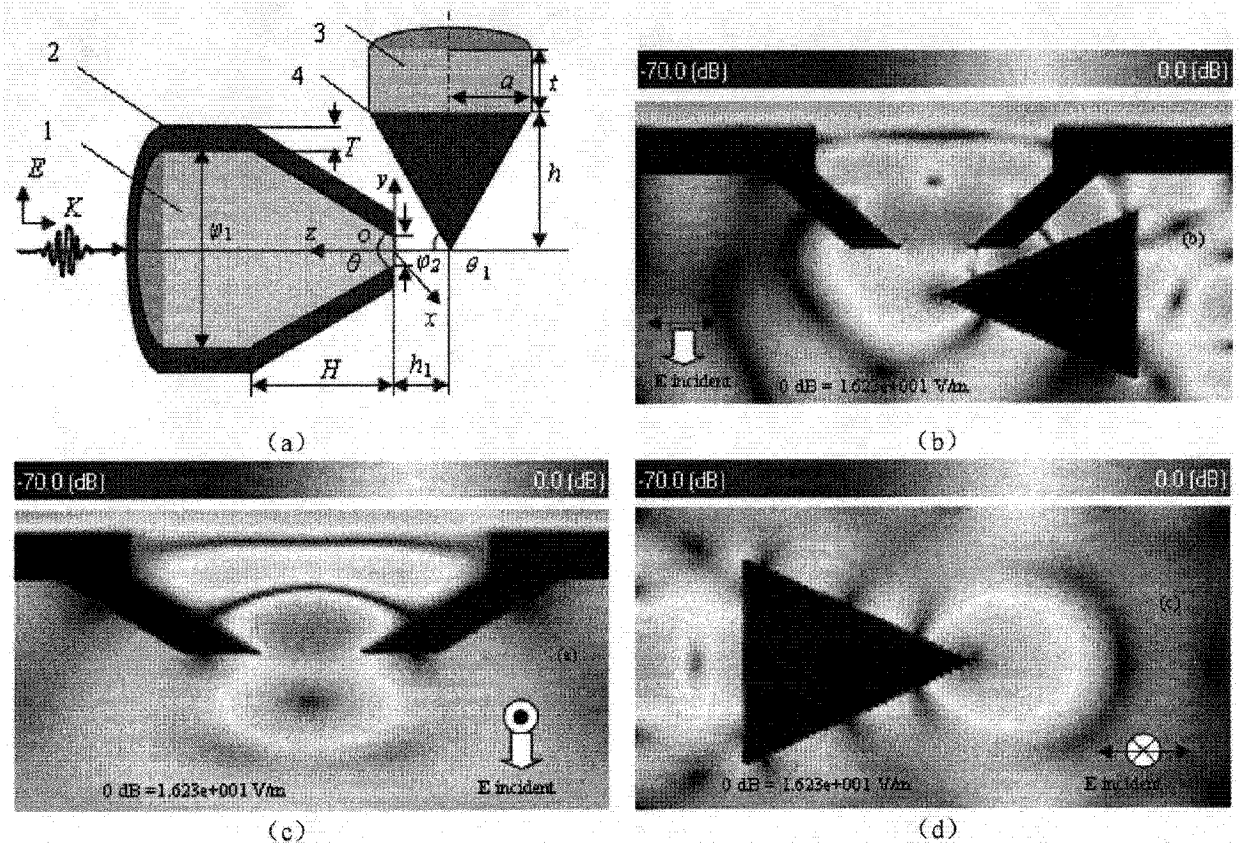 1
2
3
4
E
K
φ₁
T
y
z
o
θ
φ₂
θ₁
x
a
t
h
H
h₁
(a)
-70.0 [dB] 0.0 [dB]
(b)
E incident
0 dB = 1.623e+001 V/m
(b)
-70.0 [dB] 0.0 [dB]
(a)
0 dB =1.623e+001 V/m
E incident
(c)
-70.0 [dB] 0.0 [dB]
(c)
0 dB = 1.623e+001 V/m
E incident
(d)